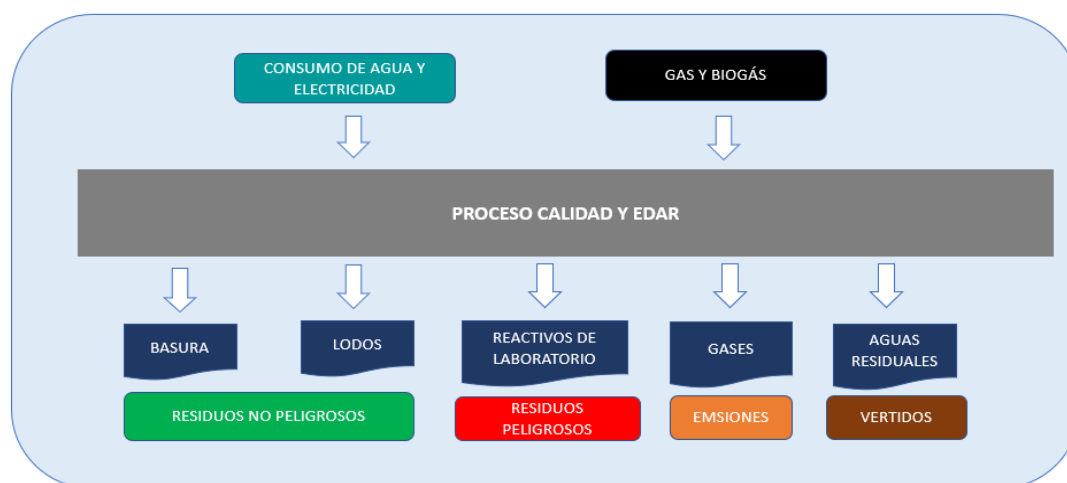 CONSUMO DE AGUA Y
ELECTRICIDAD
GAS Y BIOGÁS
PROCESO CALIDAD Y EDAR
BASURA
LODOS
REACTIVOS DE
LABORATORIO
GASES
AGUAS
RESIDUALES
RESIDUOS NO PELIGROSOS
RESIDUOS
PELIGROSOS
EMSIONES
VERTIDOS